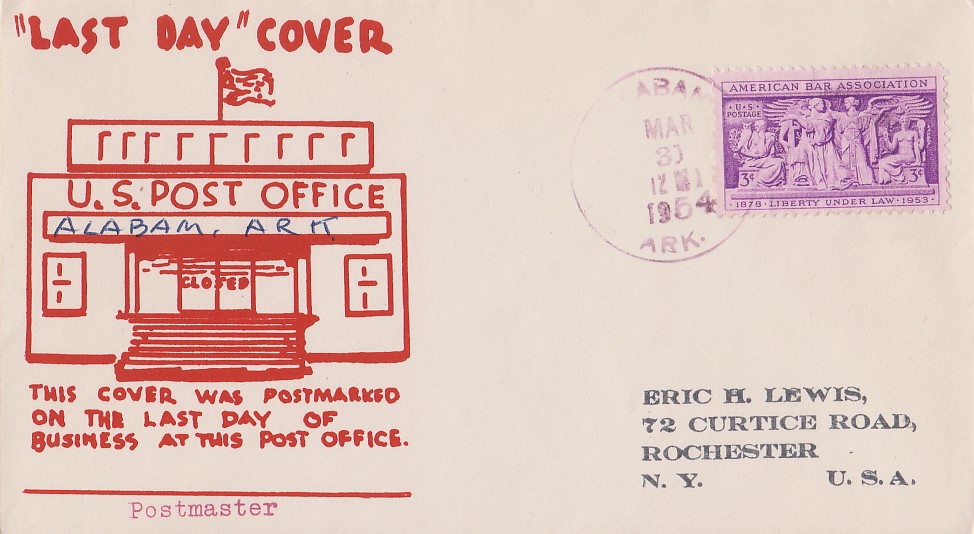 "LAST DAY" COVER
U.S. POST OFFICE
ALABAM, ARK.
CLOSED
THIS COVER WAS POSTMARKED
ON THE LAST DAY OF
BUSINESS AT THIS POST OFFICE.
Postmaster
ABAM
MAR
31
12 M
1954
ARK.
AMERICAN BAR ASSOCIATION
U·S·
POSTAGE
3¢ 3¢
1878·LIBERTY UNDER LAW·1953
ERIC H. LEWIS,
72 CURTICE ROAD,
ROCHESTER
N. Y. U. S. A.